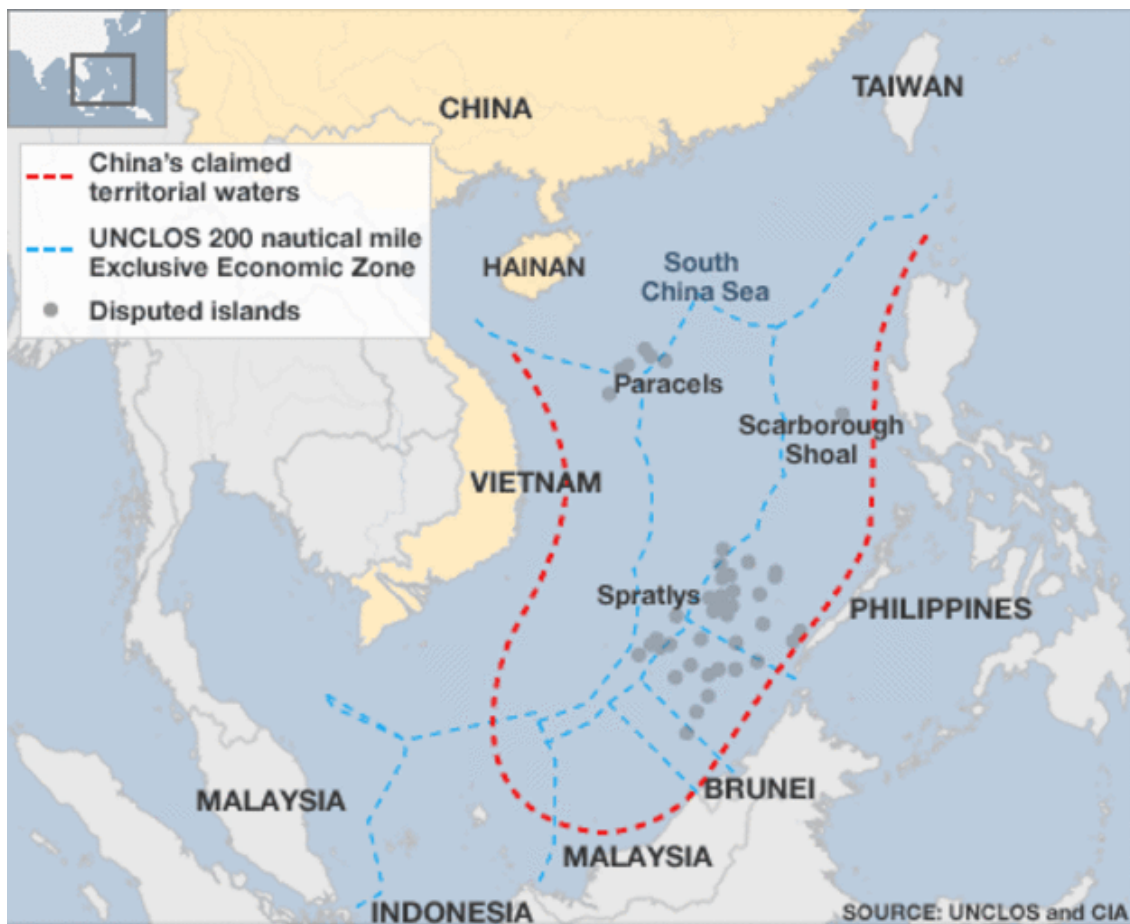 CHINA
TAIWAN
China's claimed
territorial waters
UNCLOS 200 nautical mile
Exclusive Economic Zone
Disputed islands
HAINAN
South
China Sea
Paracels
Scarborough
Shoal
VIETNAM
Spratlys
PHILIPPINES
MALAYSIA
BRUNEI
MALAYSIA
INDONESIA
SOURCE: UNCLOS and CIA